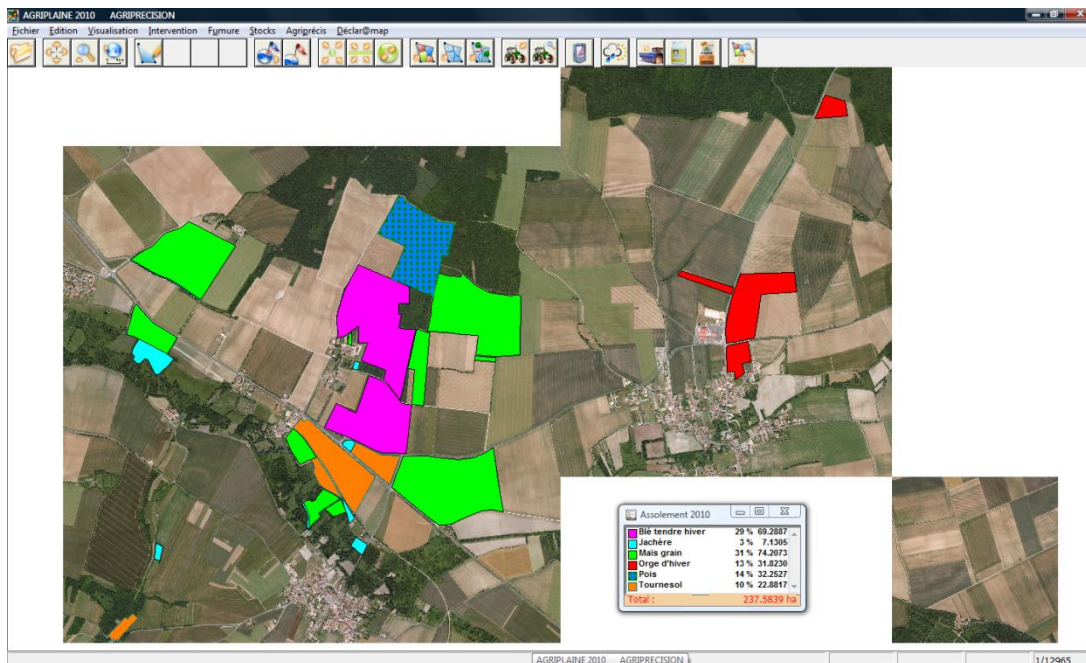 AGRIPLAINE 2010 AGRIPRECISION
Fichier Edition Visualisation Intervention Fumure Stocks Agriprécis Déclar@map
Assolement 2010
Blé tendre hiver 29 % 69.2887
Jachère 3 % 7.1305
Maïs grain 31 % 74.2073
Orge d'hiver 13 % 31.8230
Pois 14 % 32.2527
Tournesol 10 % 22.8817
Total : 237.5839 ha
AGRIPLAINE 2010 AGRIPRECISION
1/12965